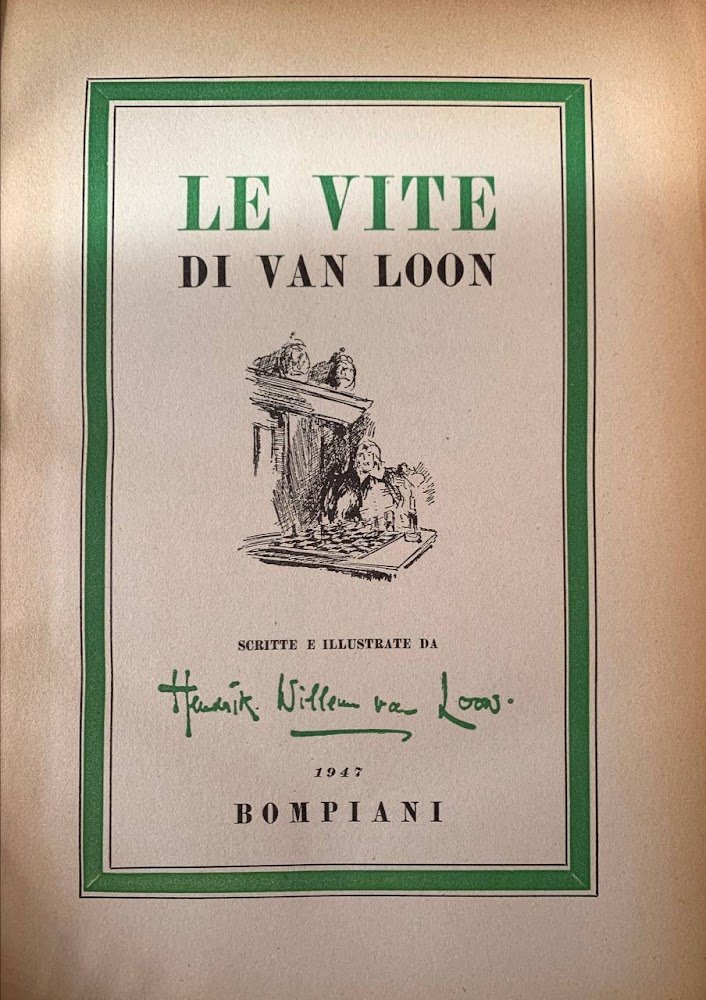 LE VITE
DI VAN LOON
SCRITTE E ILLUSTRATE DA
Hendrik Willem van Loon.
1947
BOMPIANI